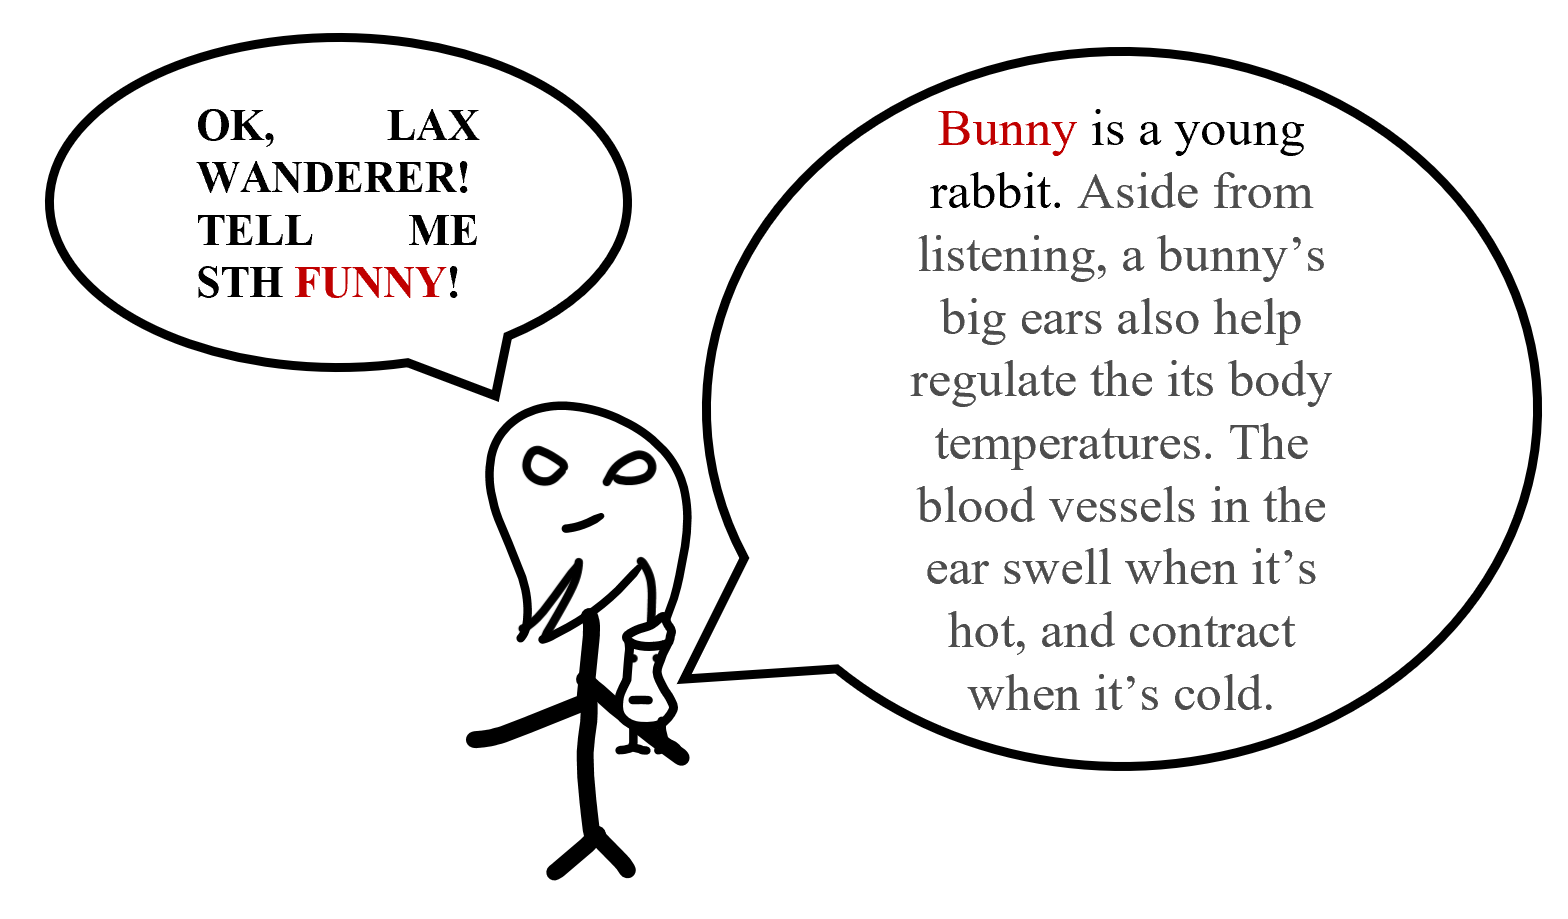 OK, LAX
WANDERER!
TELL ME
STH FUNNY!
Bunny is a young
rabbit. Aside from
listening, a bunny’s
big ears also help
regulate the its body
temperatures. The
blood vessels in the
ear swell when it’s
hot, and contract
when it’s cold.